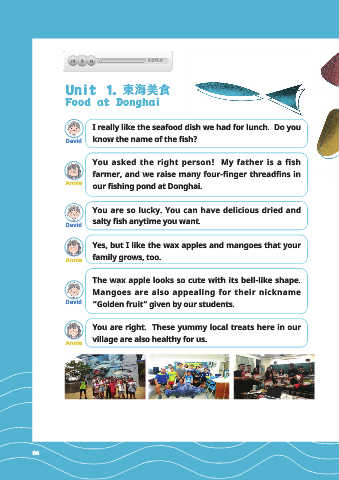 Unit 1. 東海美食
Food at Donghai
I really like the seafood dish we had for lunch. Do you
know the name of the fish?
David
You asked the right person! My father is a fish
farmer, and we raise many four-finger threadfins in
our fishing pond at Donghai.
Annie
You are so lucky. You can have delicious dried and
salty fish anytime you want.
David
Yes, but I like the wax apples and mangoes that your
family grows, too.
Annie
The wax apple looks so cute with its bell-like shape.
Mangoes are also appealing for their nickname
"Golden fruit" given by our students.
David
You are right. These yummy local treats here in our
village are also healthy for us.
Annie